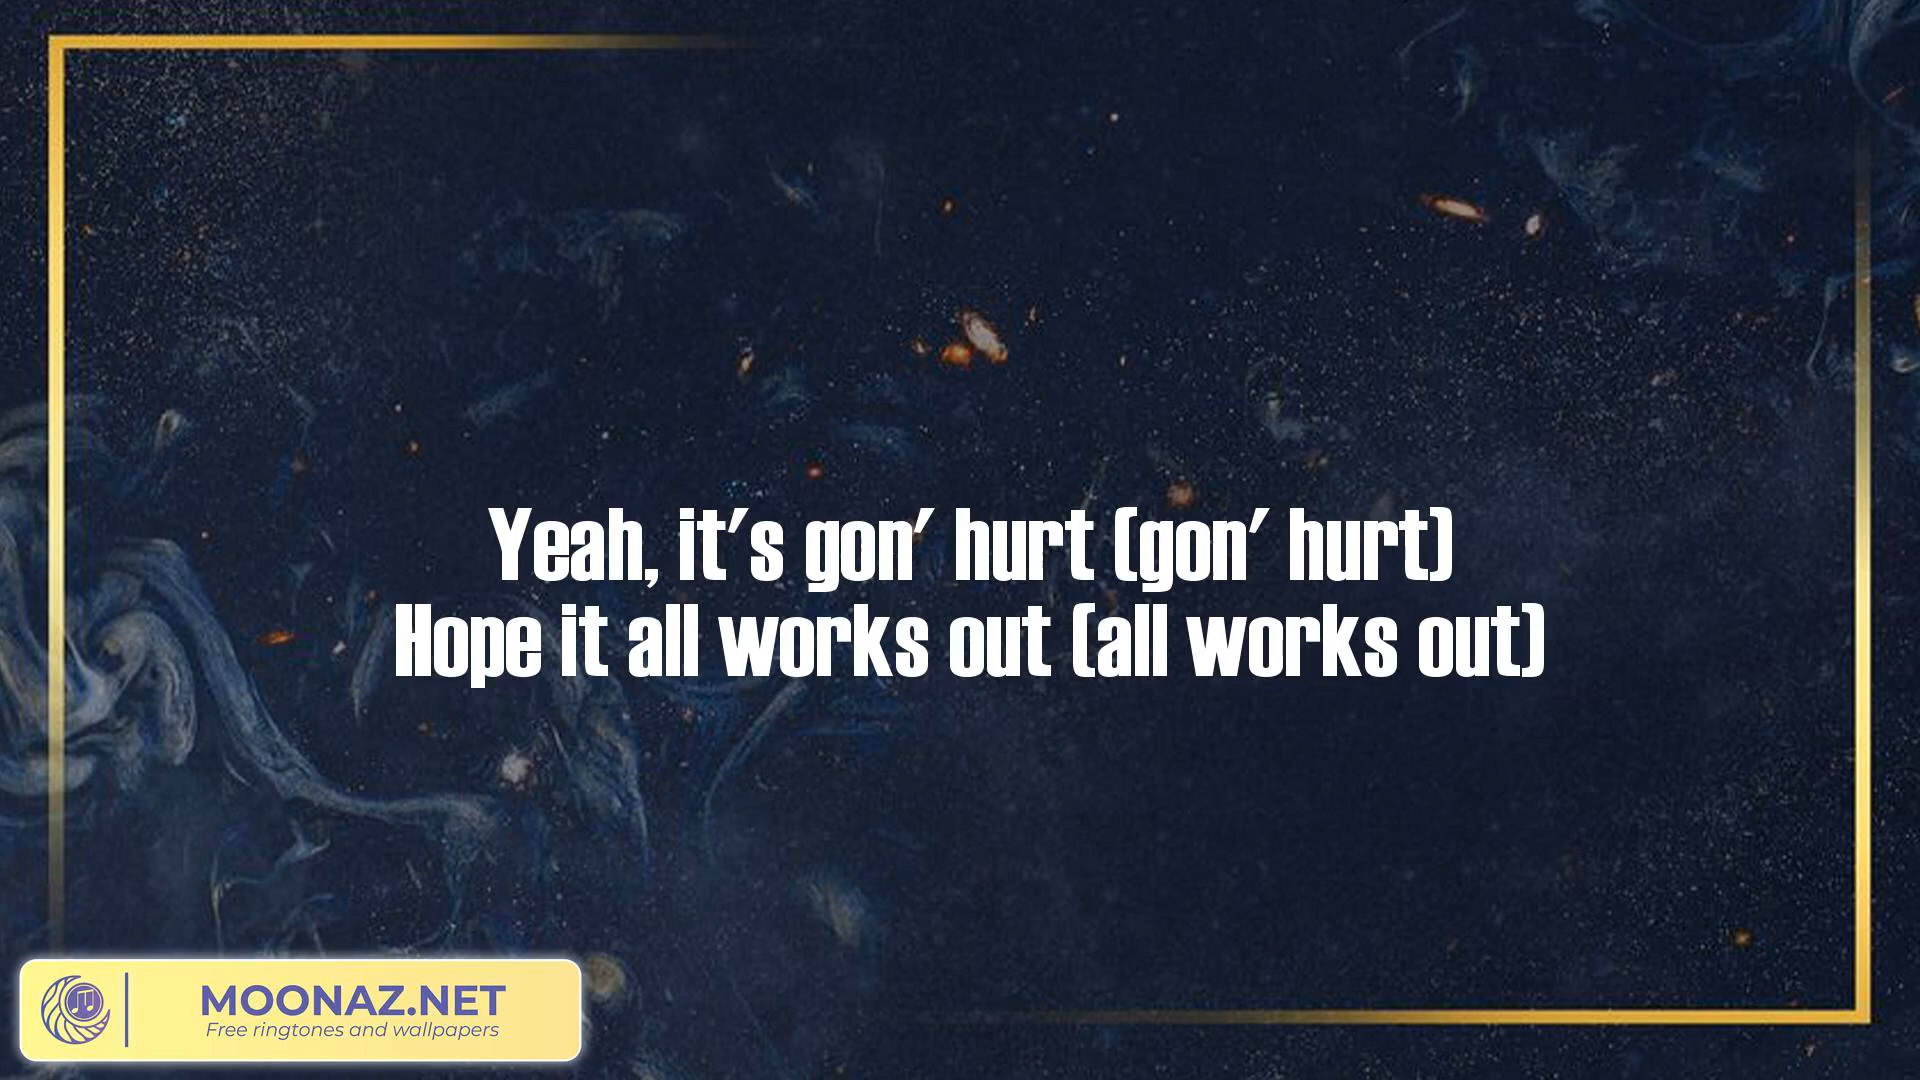 Yeah, it's gon' hurt (gon' hurt)
Hope it all works out (all works out)
MOONAZ.NET
Free ringtones and wallpapers